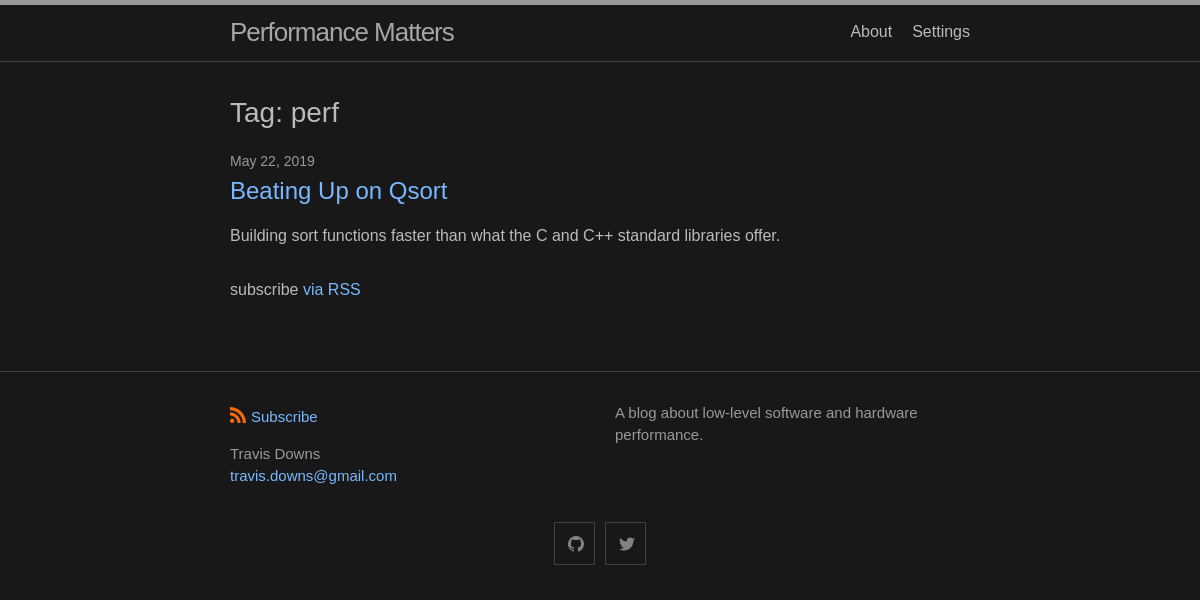 Performance Matters
About
Settings
Tag: perf
May 22, 2019
Beating Up on Qsort
Building sort functions faster than what the C and C++ standard libraries offer.
subscribe via RSS
Subscribe
Travis Downs
travis.downs@gmail.com
A blog about low-level software and hardware
performance.